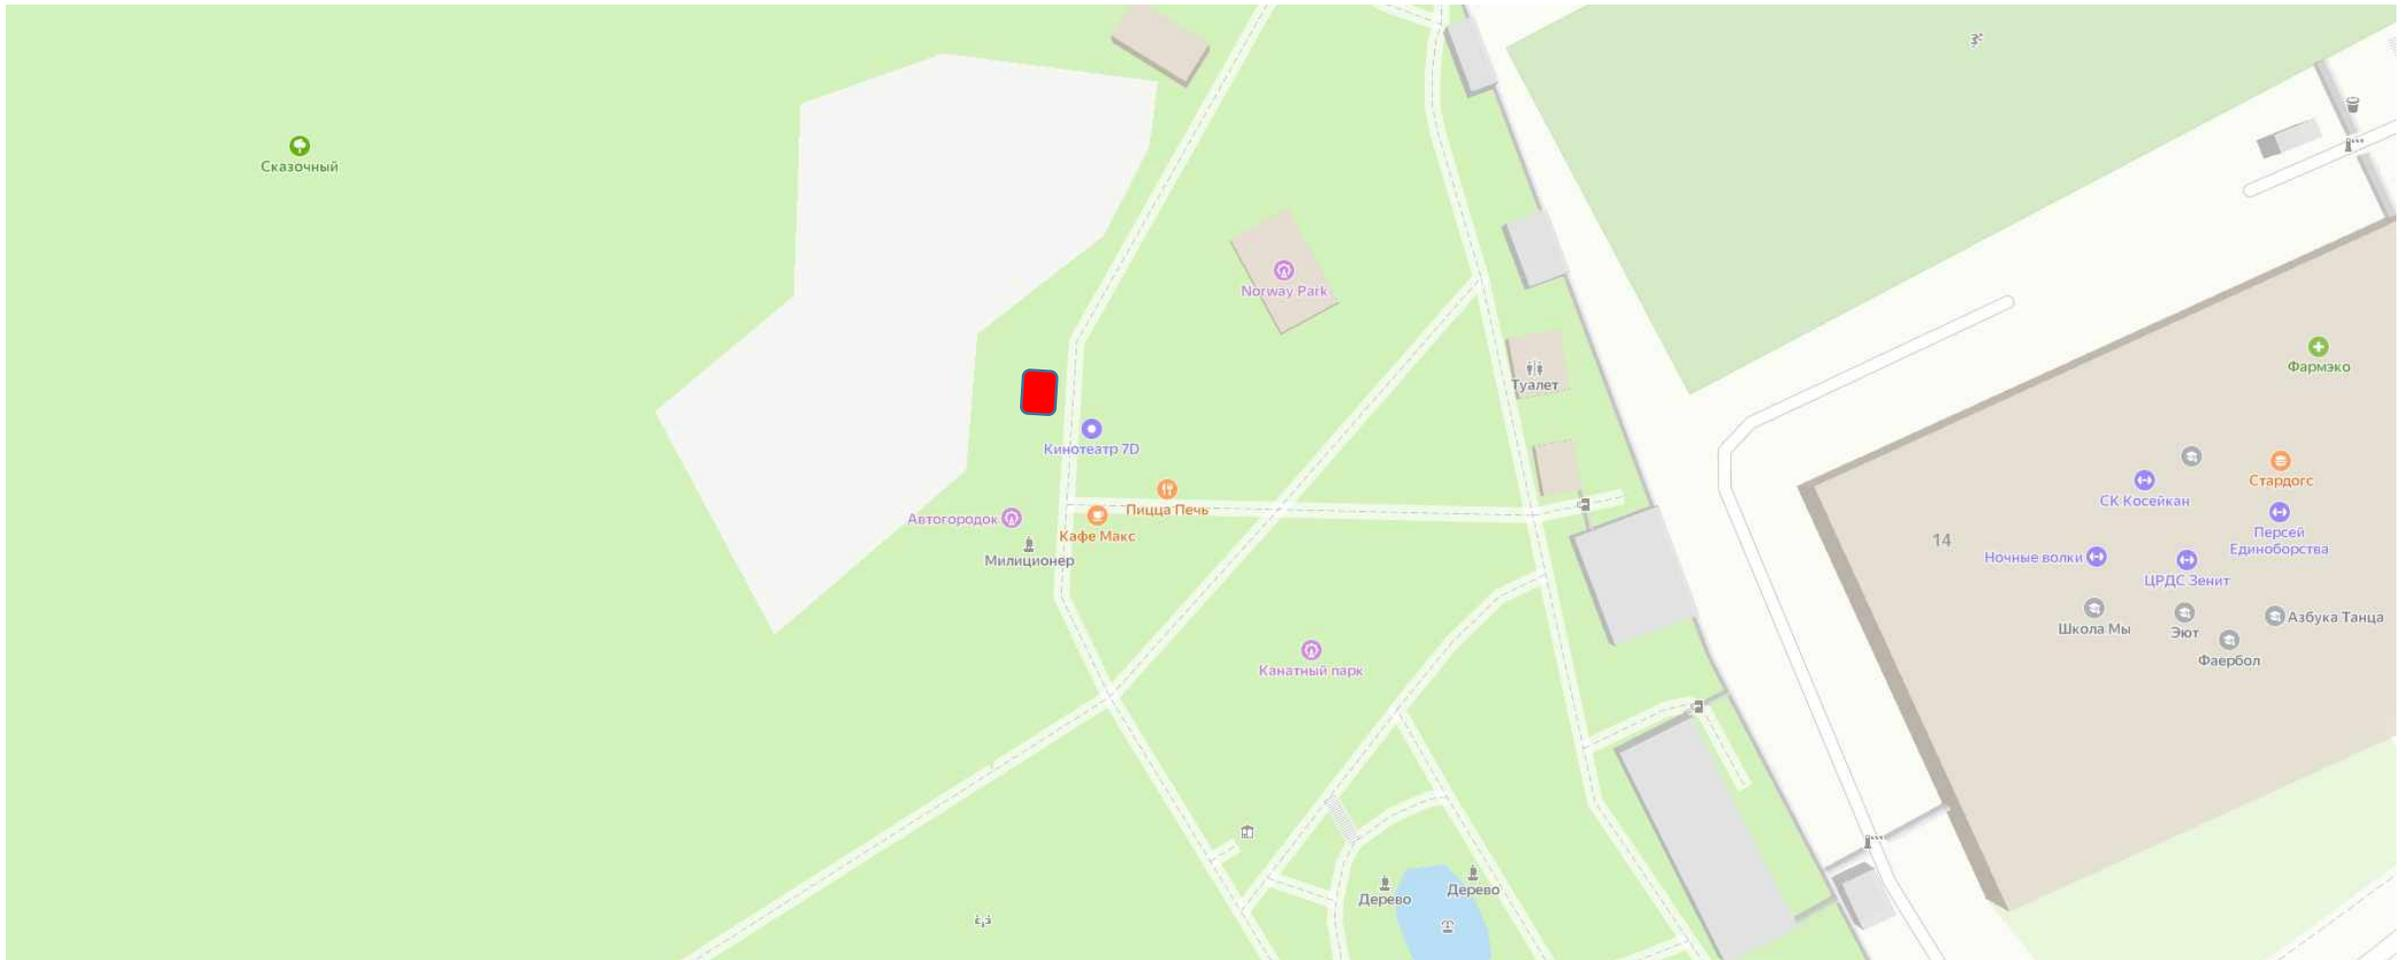 Сказочный
Norway Park
Туалет
Фармэко
Кинотеатр 7D
СК Косейкан
Стардогс
Пицца Печь
Автогородок
Кафе Макс
Милиционер
14
Ночные волки
Персей
Единоборства
ЦРДС Зенит
Школа Мы
Эют
Азбука Танца
Фаербол
Канатный парк
Дерево
Дерево